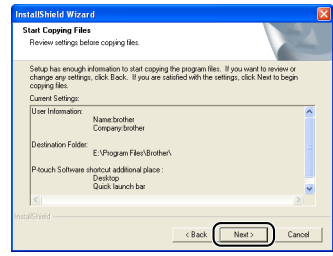 InstallShield Wizard
Start Copying Files
Review settings before copying files.
Setup has enough information to start copying the program files. If you want to review or
change any settings, click Back. If you are satisfied with the settings, click Next to begin
copying files.
Current Settings:
User Information:
Name:brother
Company:brother
Destination Folder:
E:\Program Files\Brother\
P-touch Software shortcut additional place :
Desktop
Quick launch bar
InstallShield
< Back
Next >
Cancel